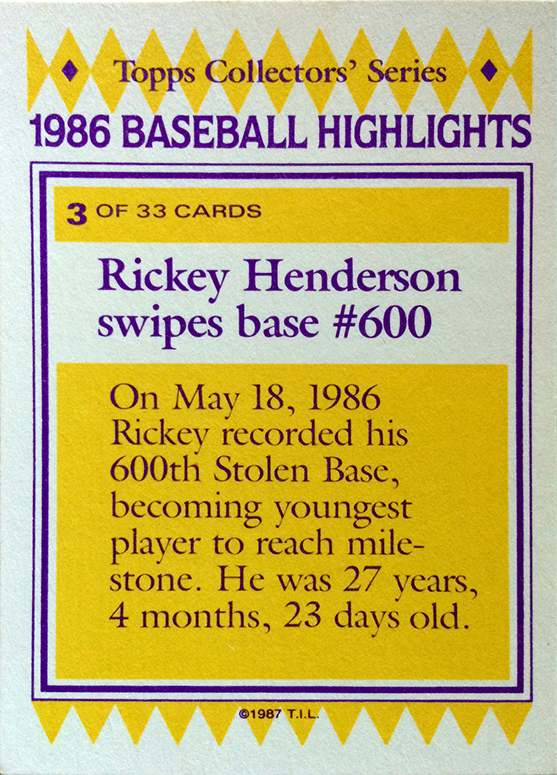 Topps Collectors' Series
1986 BASEBALL HIGHLIGHTS
3 OF 33 CARDS
Rickey Henderson
swipes base #600
On May 18, 1986
Rickey recorded his
600th Stolen Base,
becoming youngest
player to reach mile-
stone. He was 27 years,
4 months, 23 days old.
©1987 T.I.L.